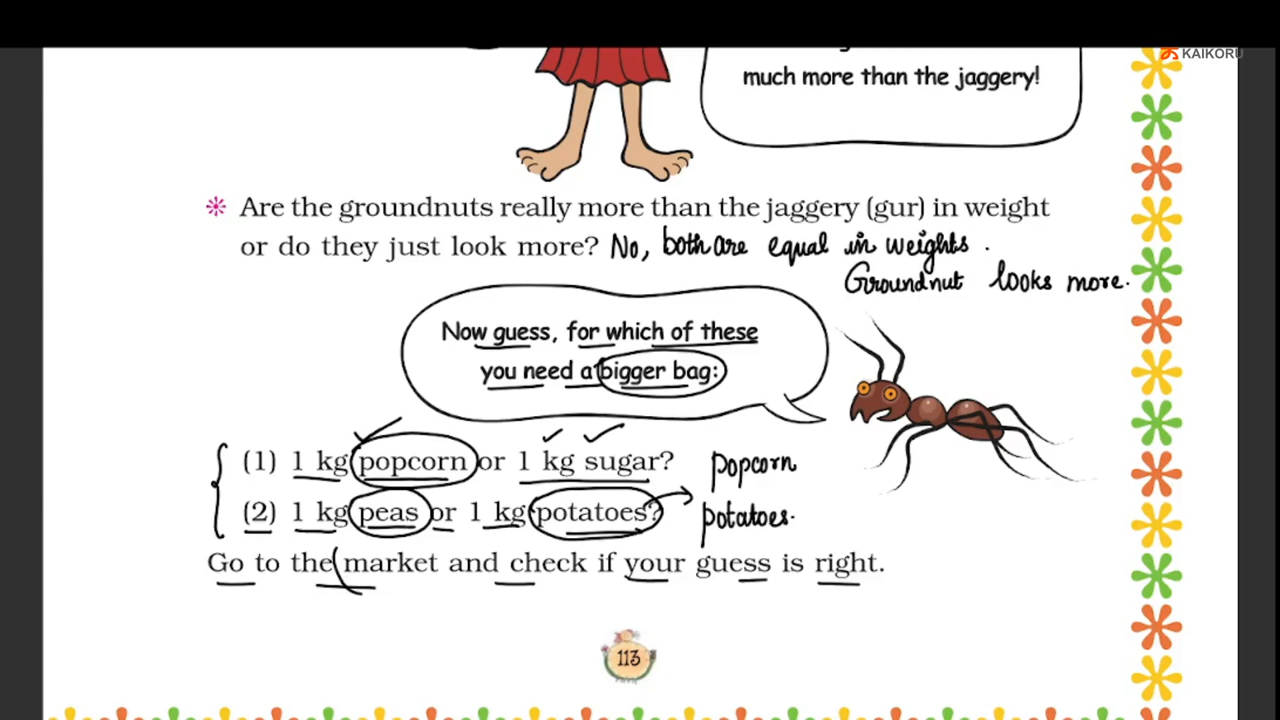 KAIKORU
much more than the jaggery!
Are the groundnuts really more than the jaggery (gur) in weight
or do they just look more? No, both are equal in weights.
Groundnut looks more.
Now guess, for which of these
you need a bigger bag:
(1) 1 kg popcorn or 1 kg sugar? popcorn
(2) 1 kg peas or 1 kg potatoes? potatoes.
Go to the market and check if your guess is right.
113